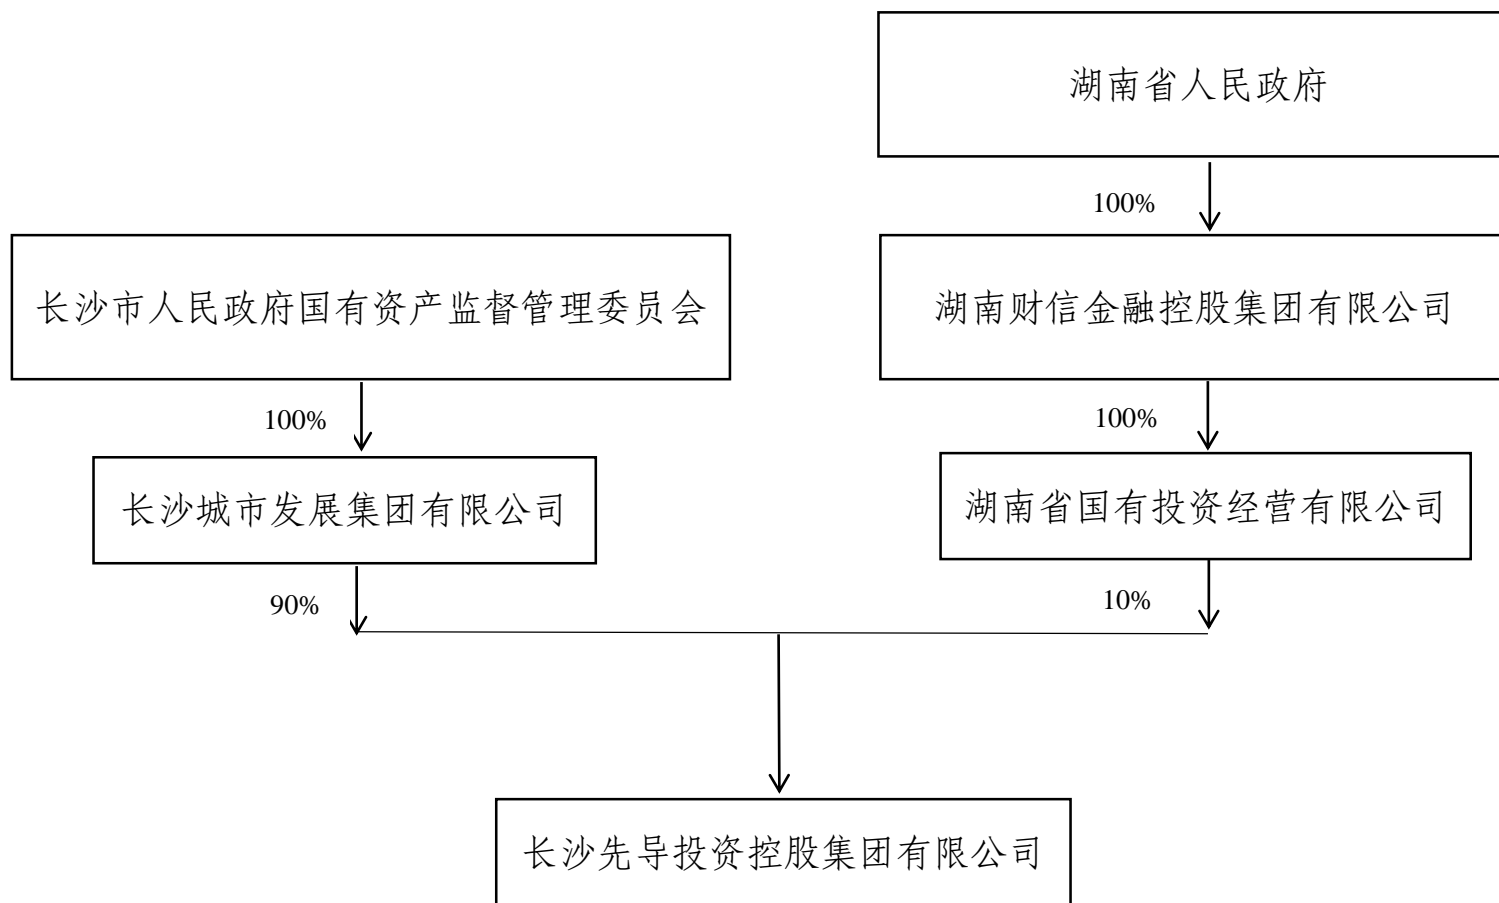 湖南省人民政府
100%
长沙市人民政府国有资产监督管理委员会
湖南财信金融控股集团有限公司
100%
100%
长沙城市发展集团有限公司
湖南省国有投资经营有限公司
90%
10%
长沙先导投资控股集团有限公司